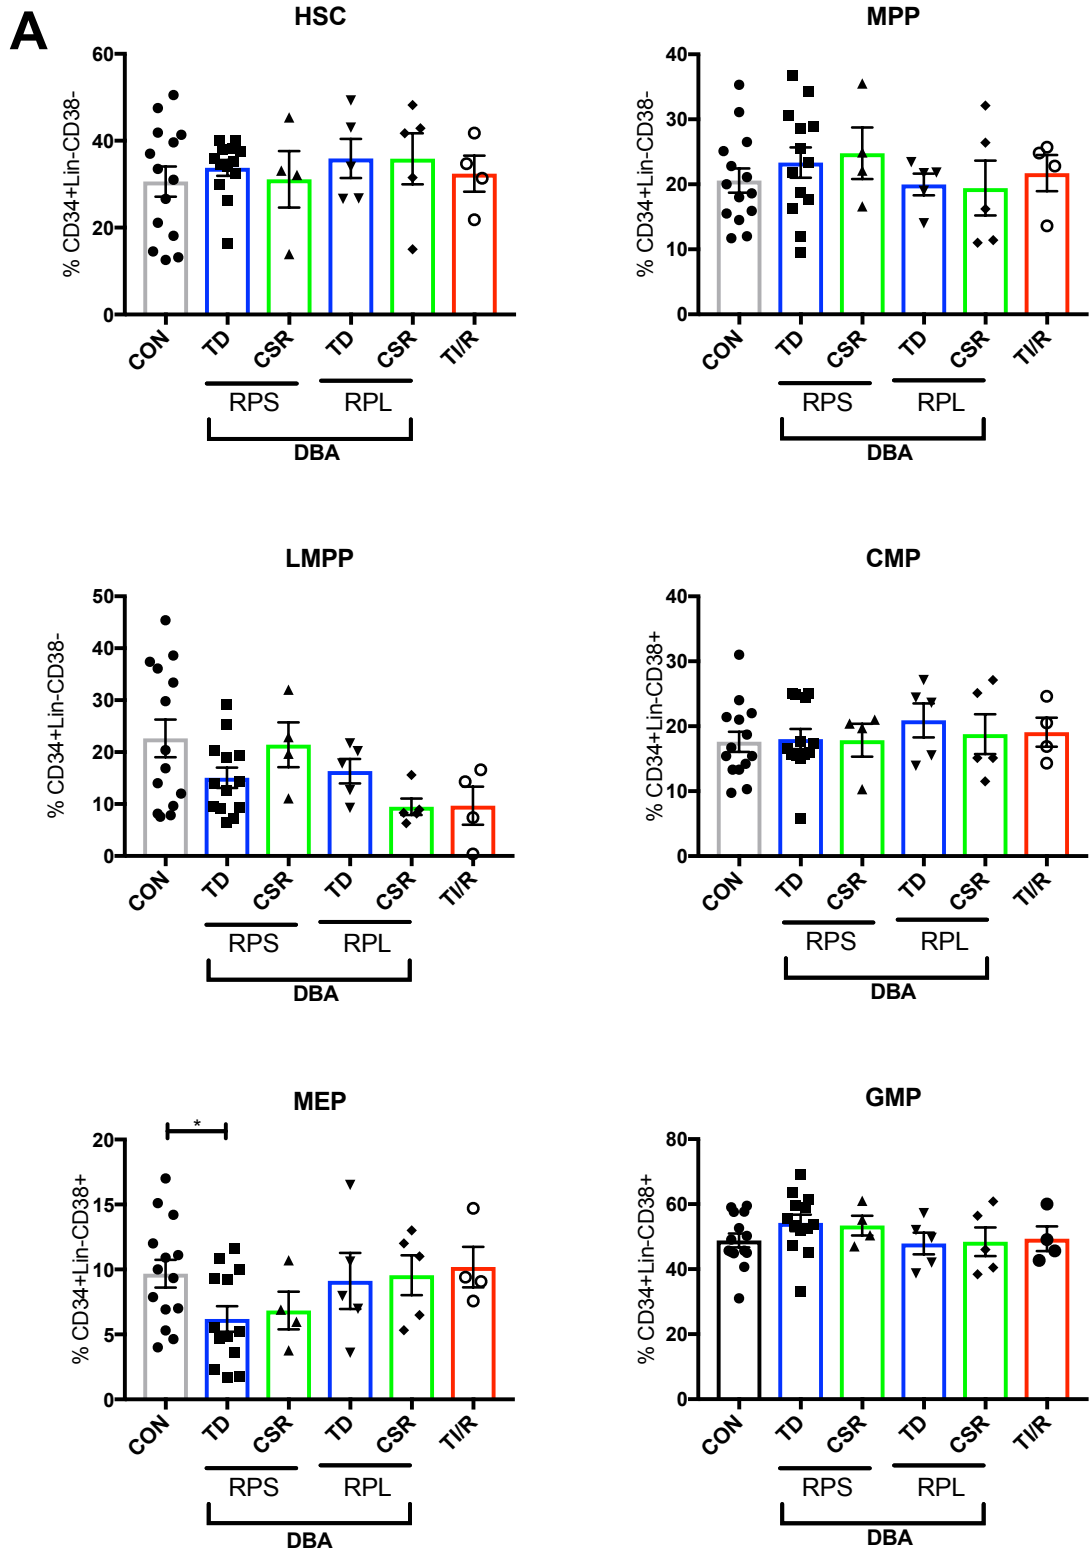 A
HSC
% CD34+Lin-CD38-
60
40
20
0
CON
TD
CSR
TD
CSR
TI/R
RPS
RPL
DBA
MPP
% CD34+Lin-CD38-
40
30
20
10
0
CON
TD
CSR
TD
CSR
TI/R
RPS
RPL
DBA
LMPP
% CD34+Lin-CD38-
50
40
30
20
10
0
CON
TD
CSR
TD
CSR
TI/R
RPS
RPL
DBA
CMP
% CD34+Lin-CD38+
40
30
20
10
0
CON
TD
CSR
TD
CSR
TI/R
RPS
RPL
DBA
MEP
*
% CD34+Lin-CD38+
20
15
10
5
0
CON
TD
CSR
TD
CSR
TI/R
RPS
RPL
DBA
GMP
% CD34+Lin-CD38+
80
60
40
20
0
CON
TD
CSR
TD
CSR
TI/R
RPS
RPL
DBA